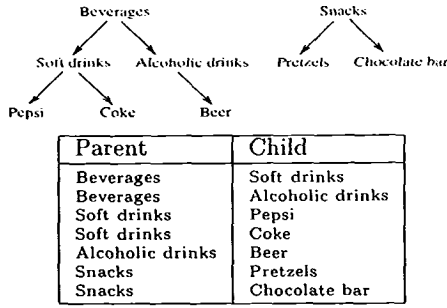 Beverages Snacks
Soft drinks Alcoholic drinks Pretzels Chocolate bar
Pepsi Coke Beer
Parent Child
Beverages Soft drinks
Beverages Alcoholic drinks
Soft drinks Pepsi
Soft drinks Coke
Alcoholic drinks Beer
Snacks Pretzels
Snacks Chocolate bar